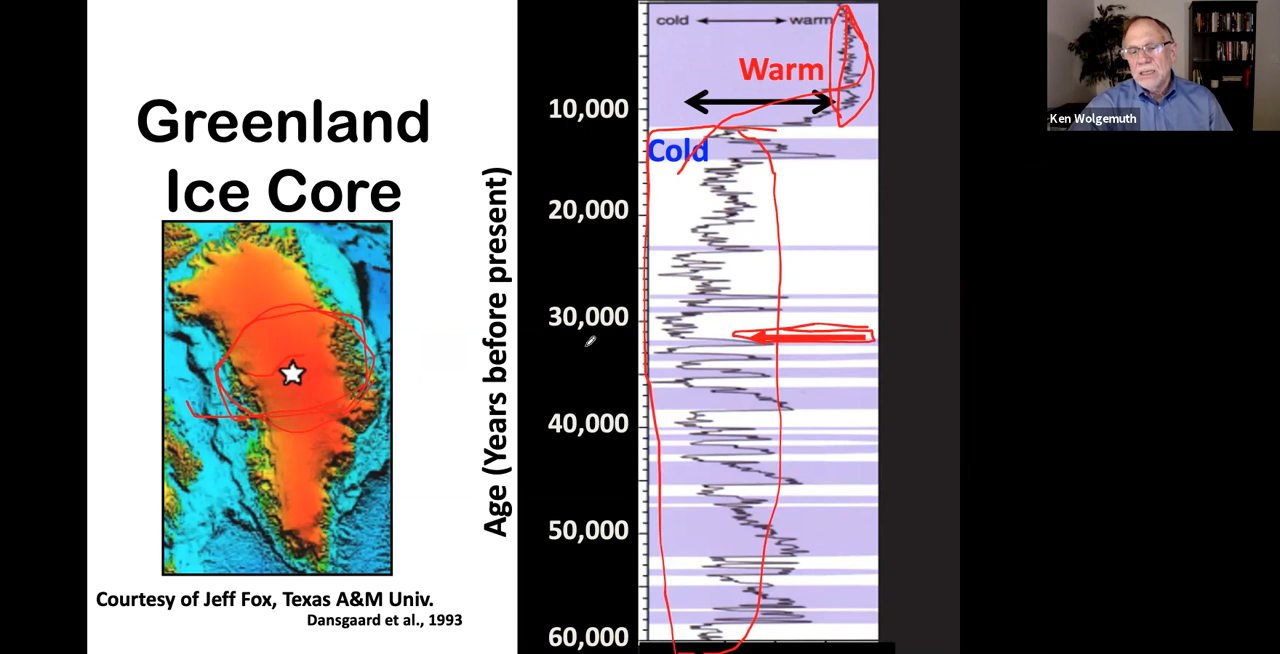 Greenland
Ice Core
Courtesy of Jeff Fox, Texas A&M Univ.
Dansgaard et al., 1993
Age (Years before present)
10,000
20,000
30,000
40,000
50,000
60,000
cold warm
Warm
Cold
Ken Wolgemuth